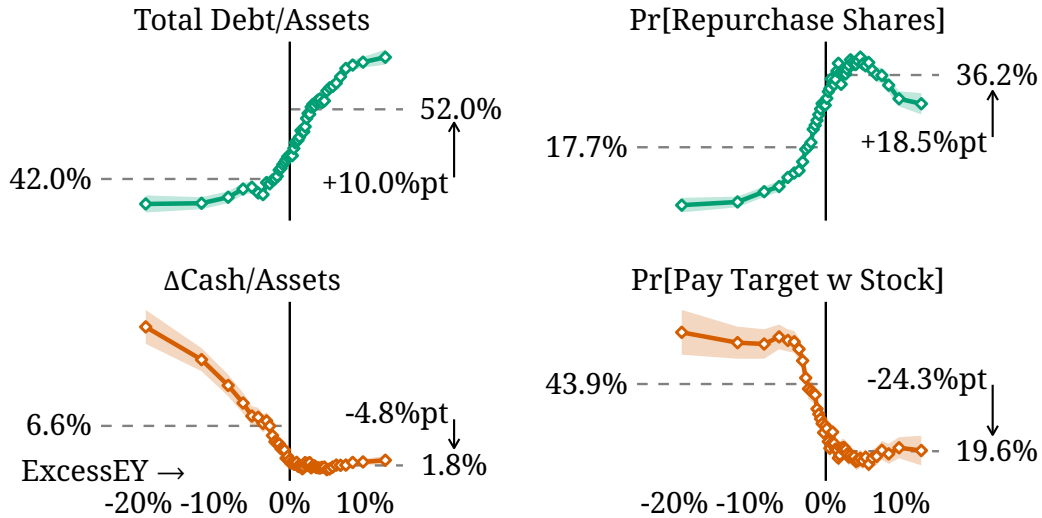 Total Debt/Assets
52.0%
42.0%
+10.0%pt
Pr[Repurchase Shares]
36.2%
17.7%
+18.5%pt
ΔCash/Assets
-4.8%pt
6.6%
1.8%
ExcessEY →
-20% -10% 0% 10%
Pr[Pay Target w Stock]
-24.3%pt
43.9%
19.6%
-20% -10% 0% 10%